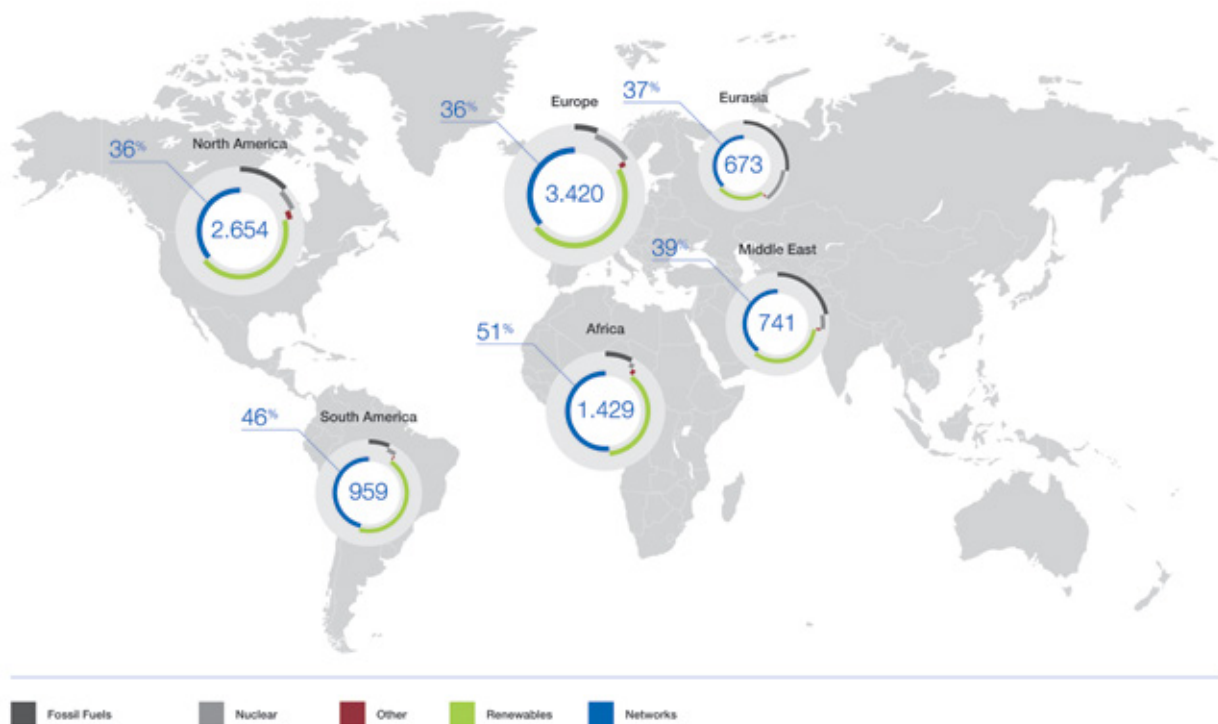 Europe
37%
Eurasia
36%
North America
36%
673
3.420
2.654
39%
Middle East
51%
Africa
741
46%
South America
1.429
959
Fossil Fuels
Nuclear
Other
Renewables
Networks